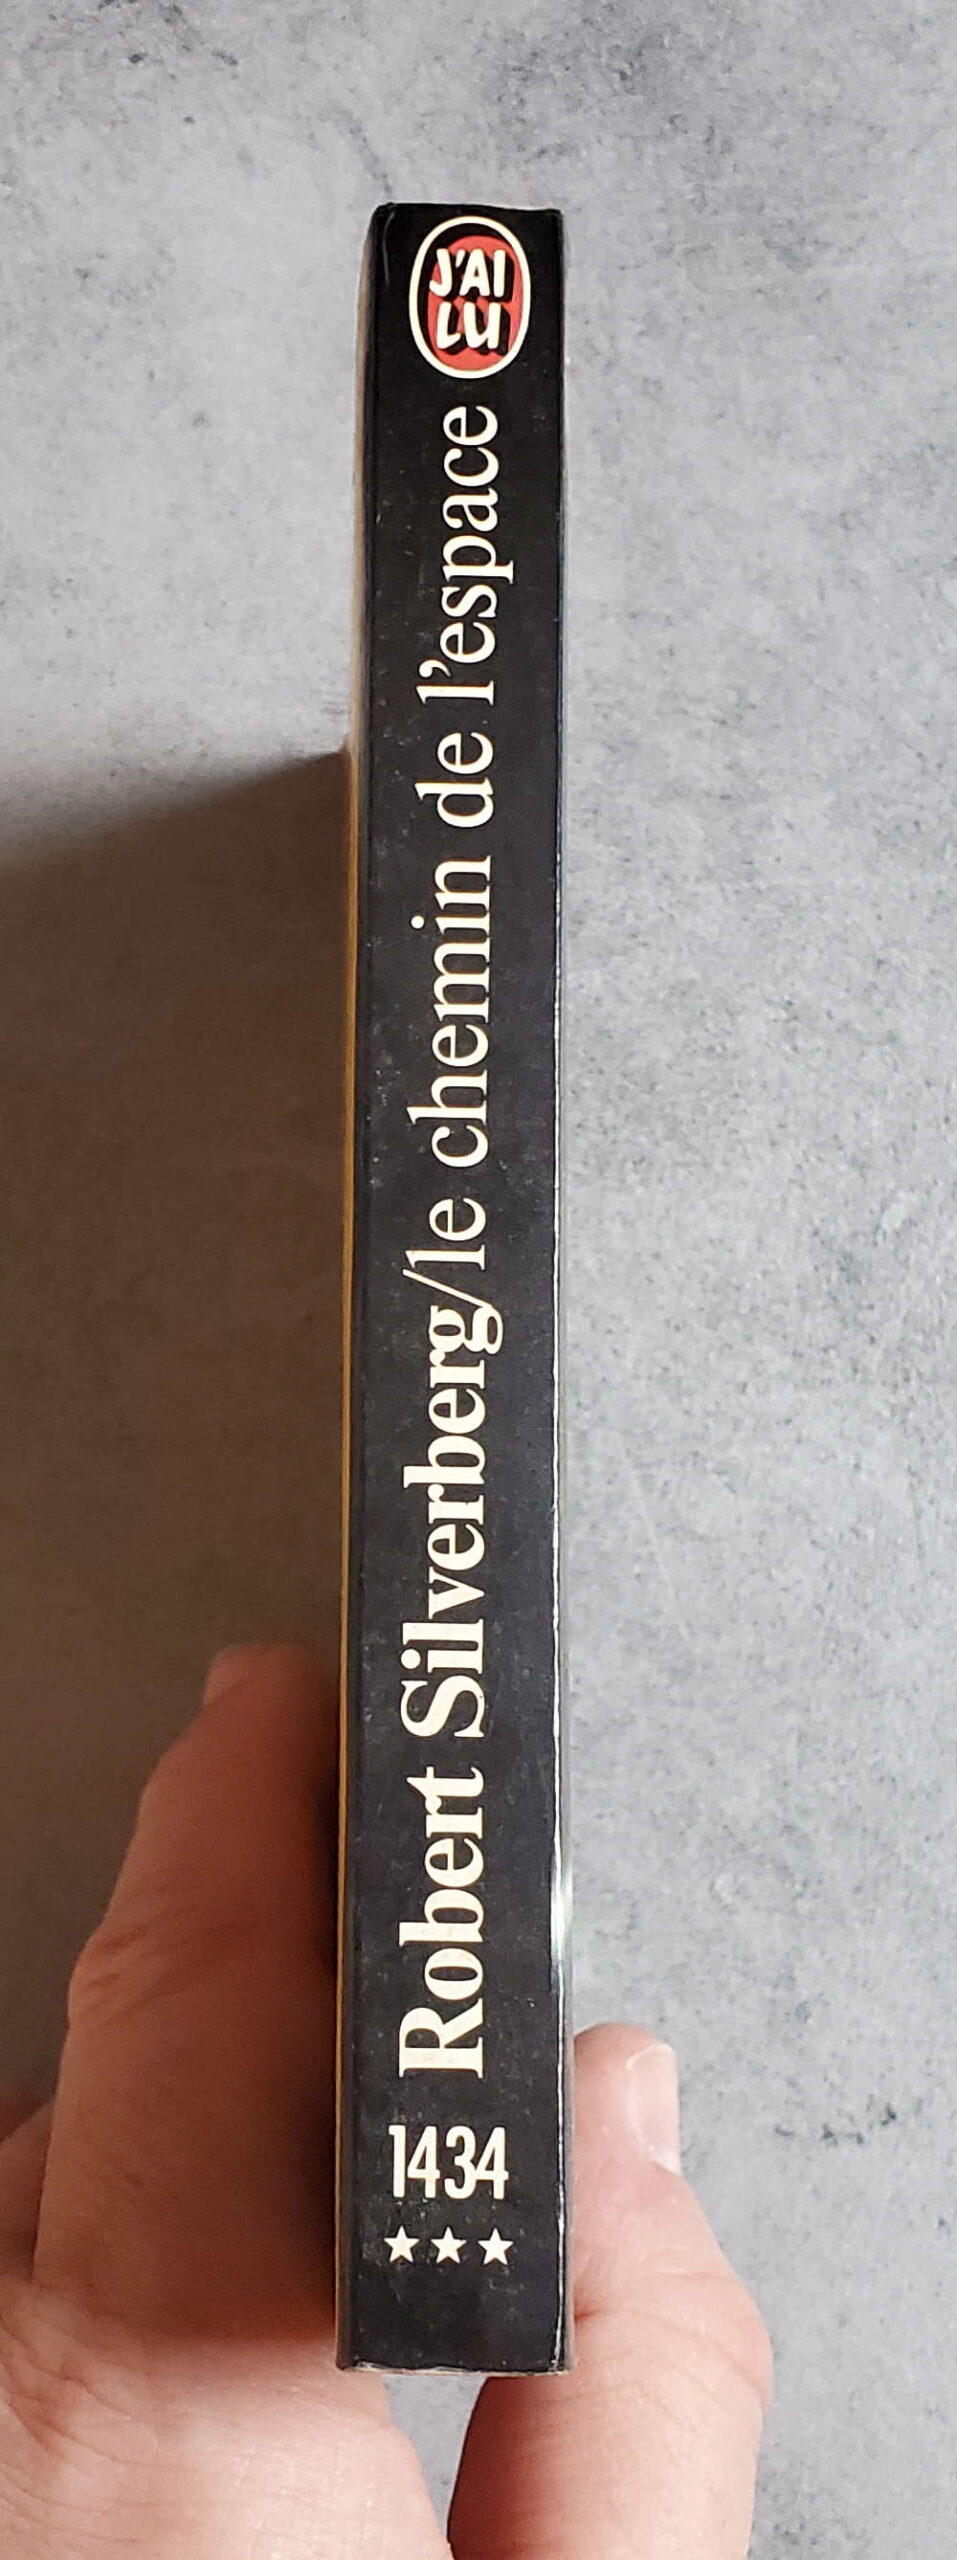 J'AI
LU
Robert Silverberg/le chemin de l'espace
1434
★★★